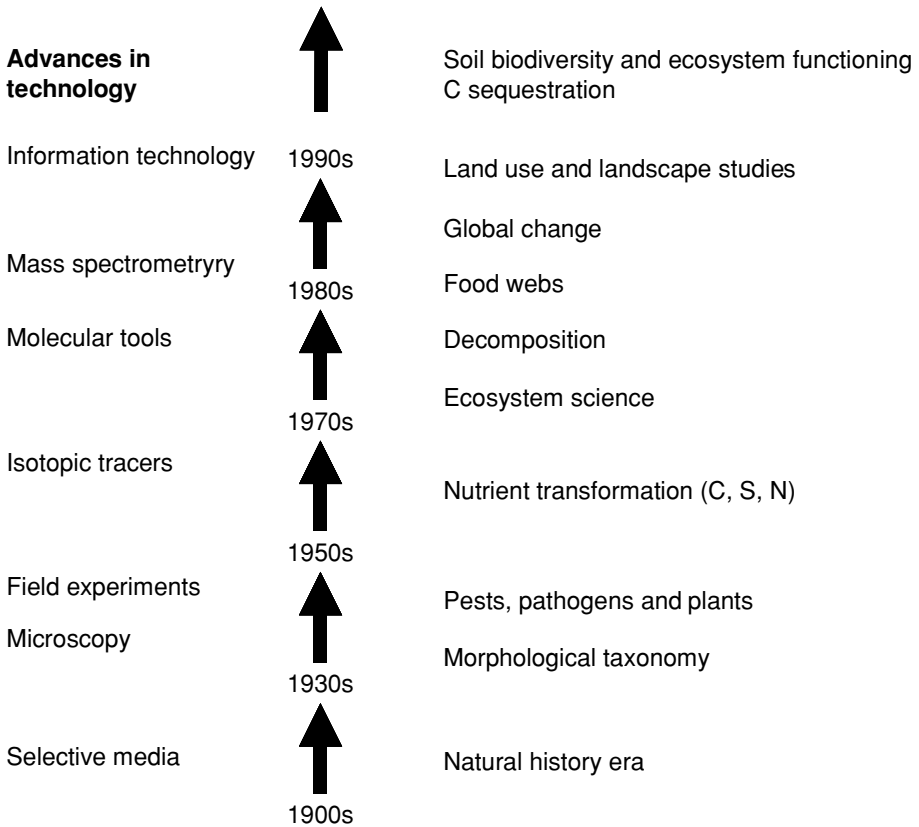 Advances in
technology
Soil biodiversity and ecosystem functioning
C sequestration
Information technology
1990s
Land use and landscape studies
Global change
Mass spectrometryry
1980s
Food webs
Molecular tools
Decomposition
Ecosystem science
1970s
Isotopic tracers
Nutrient transformation (C, S, N)
1950s
Field experiments
Pests, pathogens and plants
Microscopy
Morphological taxonomy
1930s
Selective media
Natural history era
1900s